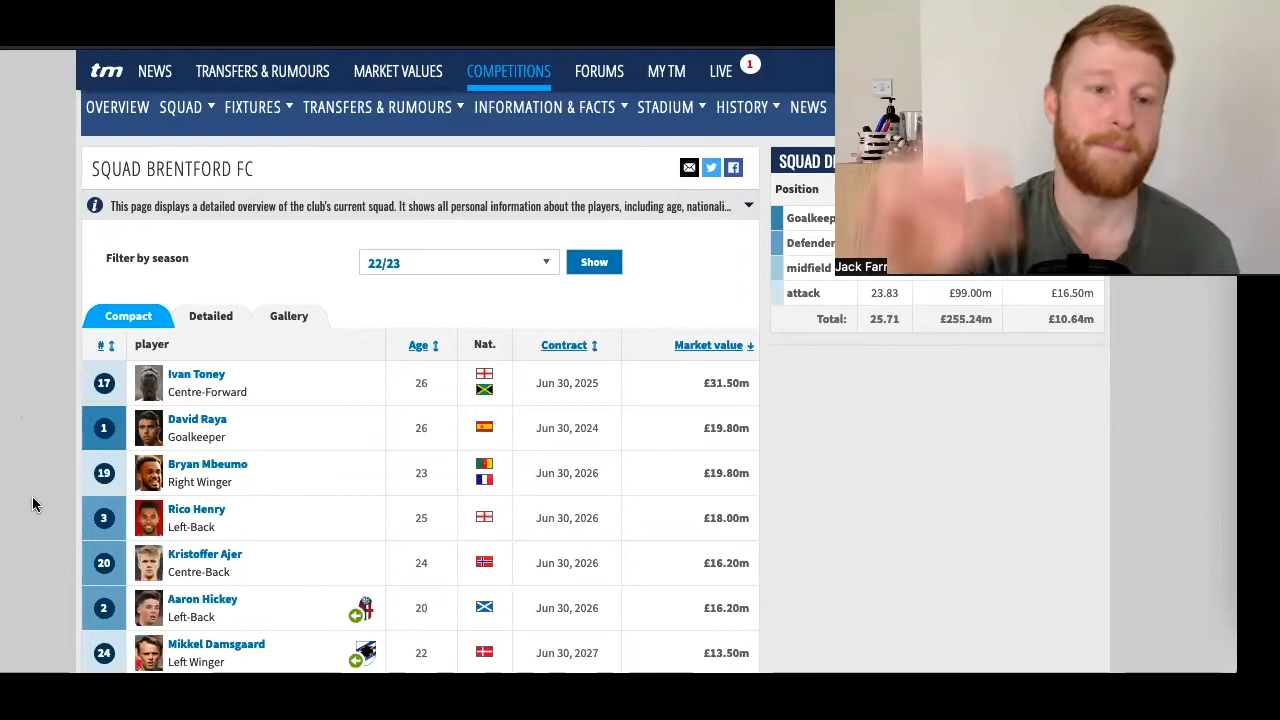 tm NEWS TRANSFERS & RUMOURS MARKET VALUES COMPETITIONS FORUMS MY TM LIVE 1
OVERVIEW SQUAD FIXTURES TRANSFERS & RUMOURS INFORMATION & FACTS STADIUM HISTORY NEWS
SQUAD BRENTFORD FC
SQUAD D
i This page displays a detailed overview of the club's current squad. It shows all personal information about the players, including age, nationali...
Position
Goalkeep
Defender
midfield
Jack Farr
attack 23.83 £99.00m £16.50m
Total: 25.71 £255.24m £10.64m
Filter by season 22/23 Show
Compact Detailed Gallery
# player Age Nat. Contract Market value
17 Ivan Toney 26 Jun 30, 2025 £31.50m
Centre-Forward
1 David Raya 26 Jun 30, 2024 £19.80m
Goalkeeper
19 Bryan Mbeumo 23 Jun 30, 2026 £19.80m
Right Winger
3 Rico Henry 25 Jun 30, 2026 £18.00m
Left-Back
20 Kristoffer Ajer 24 Jun 30, 2026 £16.20m
Centre-Back
2 Aaron Hickey 20 Jun 30, 2026 £16.20m
Left-Back
24 Mikkel Damsgaard 22 Jun 30, 2027 £13.50m
Left Winger